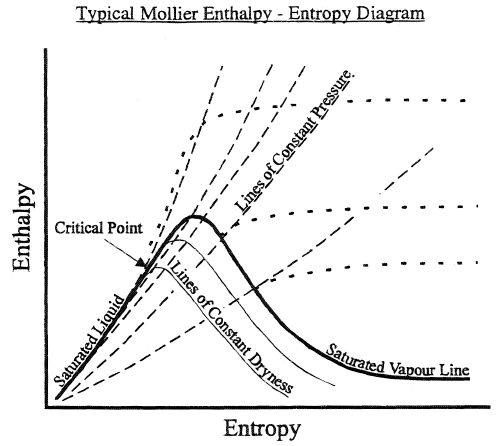 Typical Mollier Enthalpy - Entropy Diagram
Lines of Constant Pressure
Critical Point
Enthalpy
Saturated Liquid
Lines of Constant Dryness
Saturated Vapour Line
Entropy